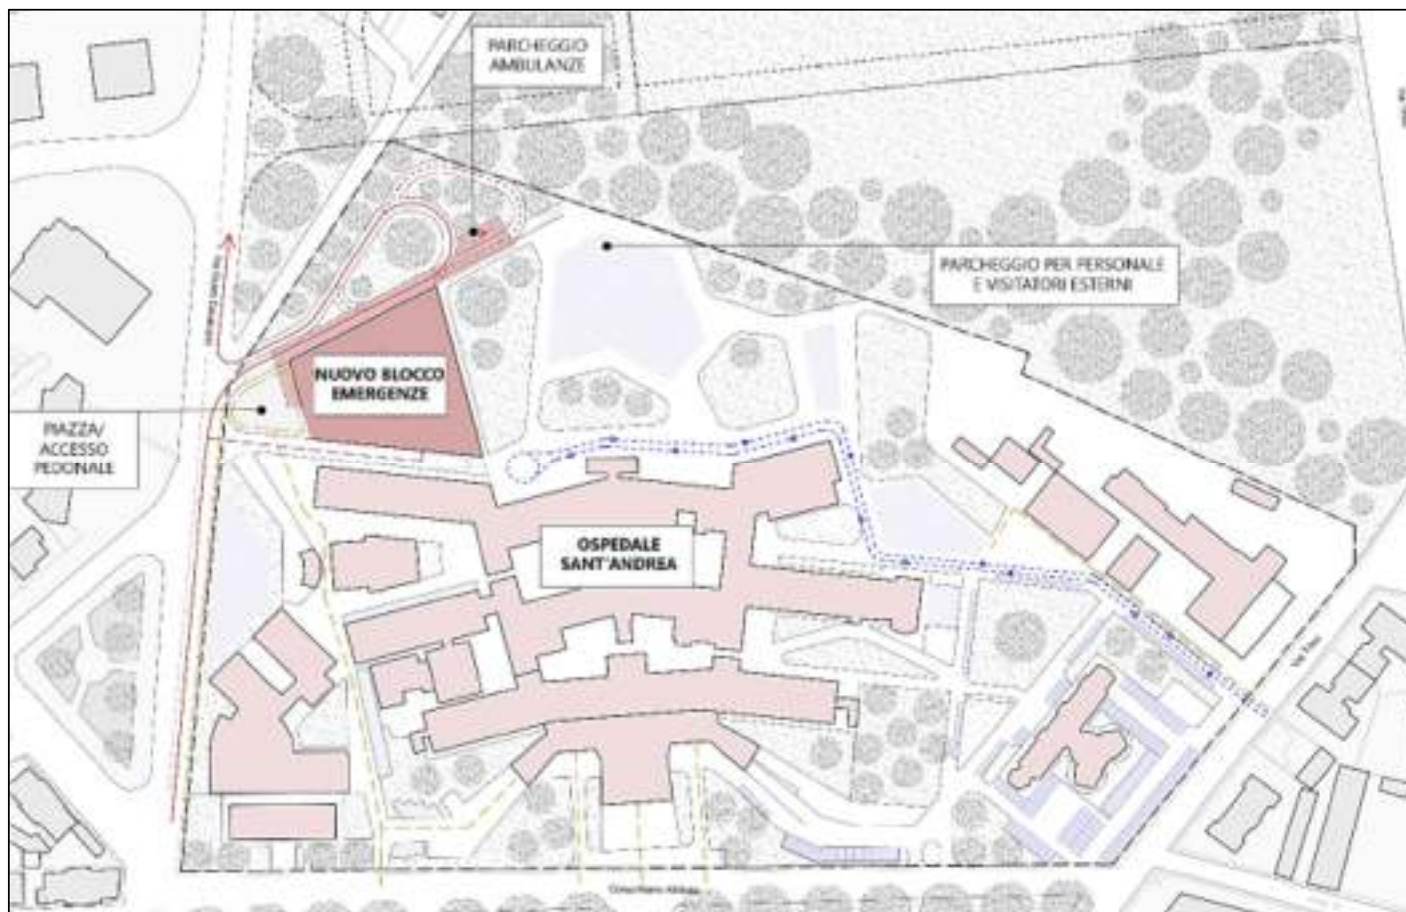 PARCHEGGIO
AMBULANZE
PARCHEGGIO PER PERSONALE
E VISITATORI ESTERNI
NUOVO BLOCCO
EMERGENZE
PIAZZA/
ACCESSO
PEDONALE
OSPEDALE
SANT'ANDREA